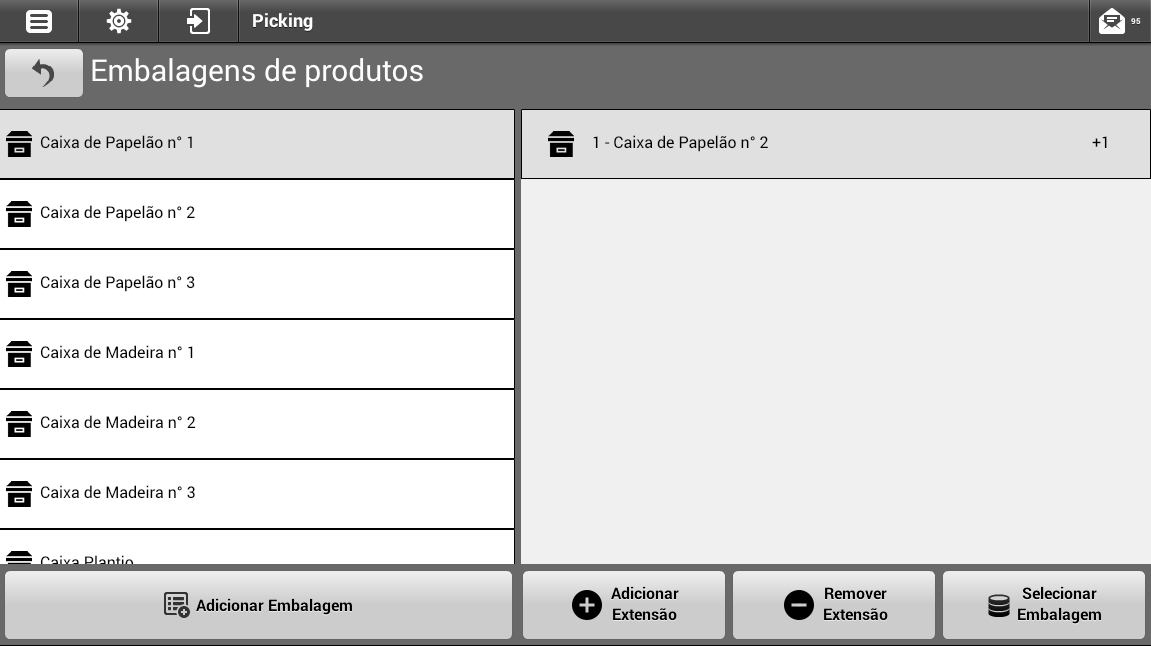 Picking
95
Embalagens de produtos
Caixa de Papelão n° 1
Caixa de Papelão n° 2
Caixa de Papelão n° 3
Caixa de Madeira n° 1
Caixa de Madeira n° 2
Caixa de Madeira n° 3
Caixa Plantio
1 - Caixa de Papelão n° 2 +1
Adicionar Embalagem
Adicionar
Extensão
Remover
Extensão
Selecionar
Embalagem